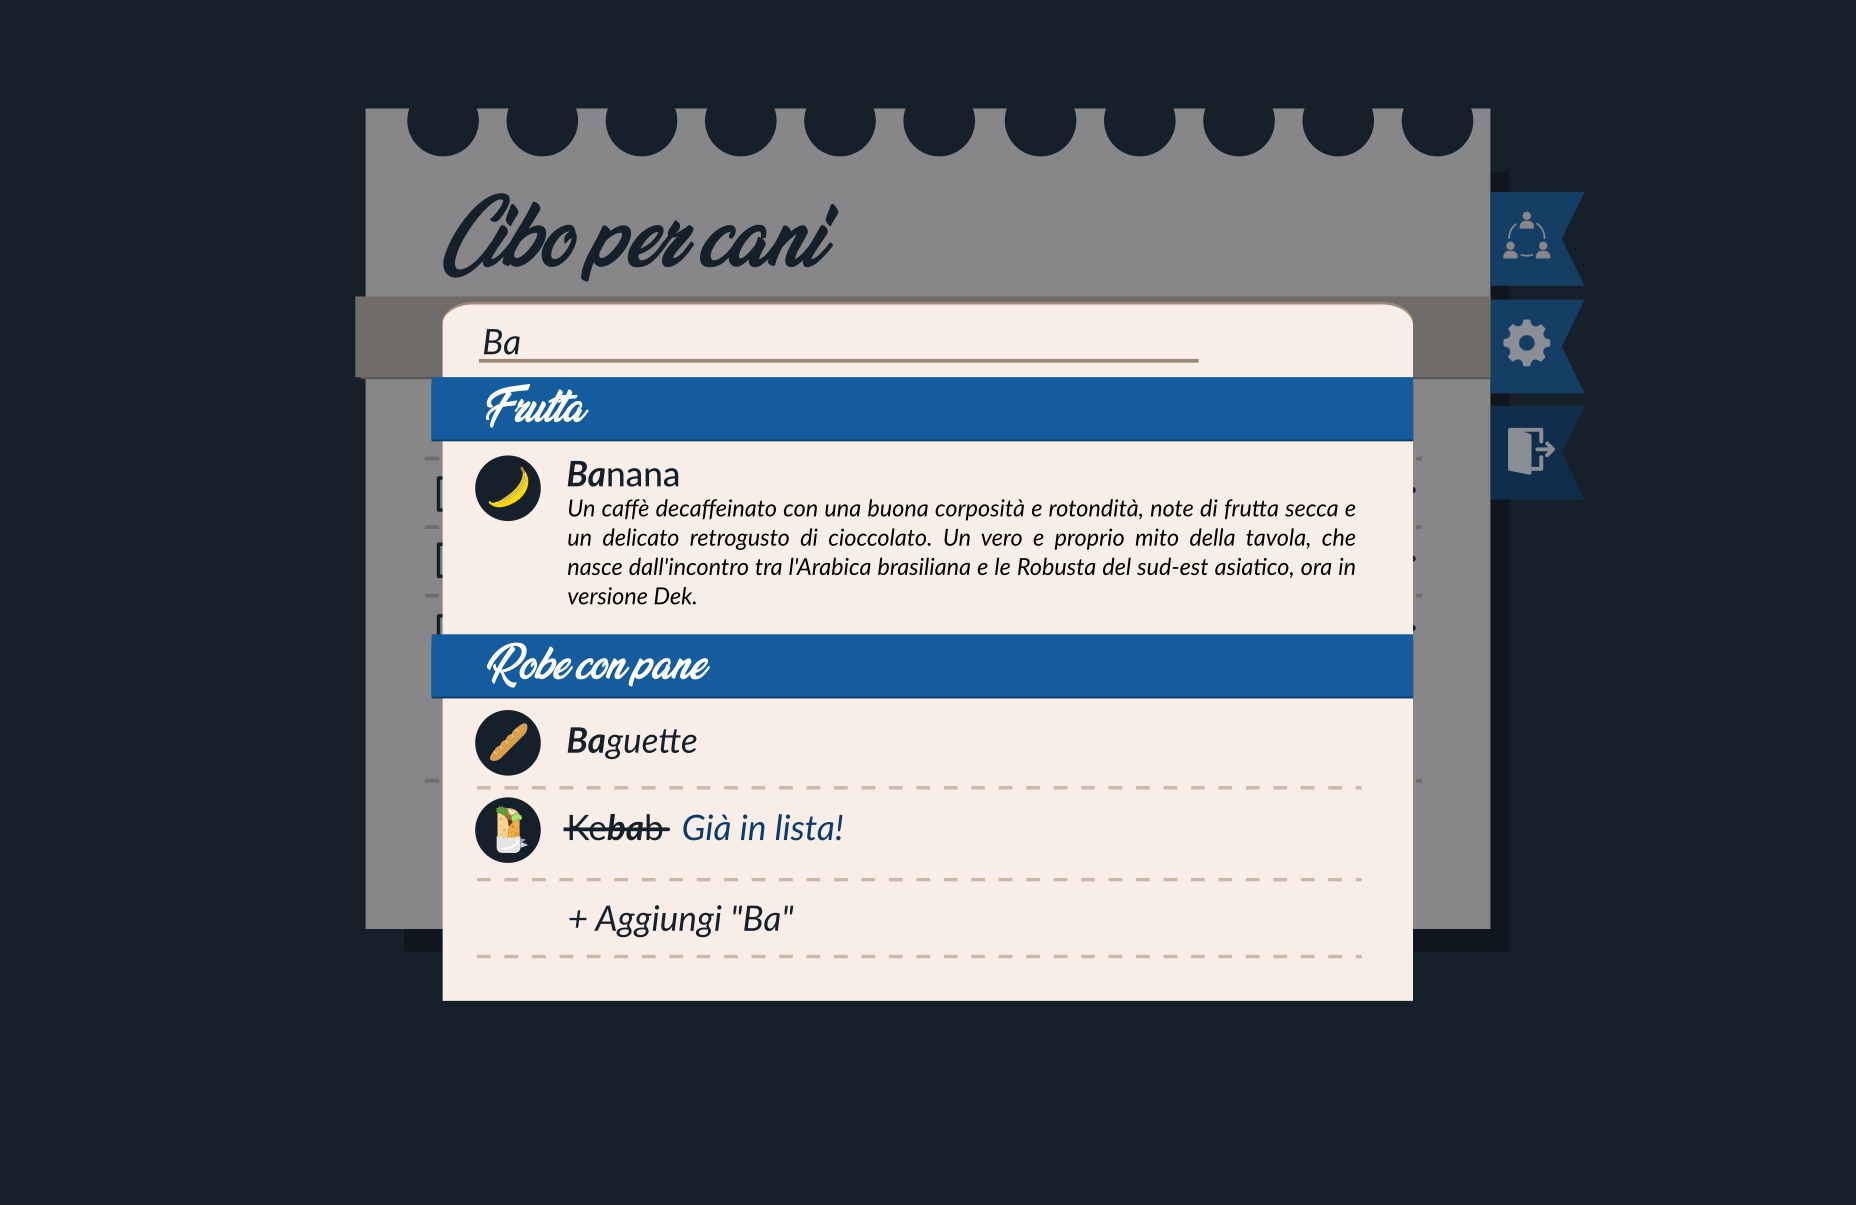 Cibo per cani
Ba
Frutta
Banana
Un caffè decaffeinato con una buona corposità e rotondità, note di frutta secca e
un delicato retrogusto di cioccolato. Un vero e proprio mito della tavola, che
nasce dall'incontro tra l'Arabica brasiliana e le Robusta del sud-est asiatico, ora in
versione Dek.
Robe con pane
Baguette
Kebab Già in lista!
+ Aggiungi "Ba"